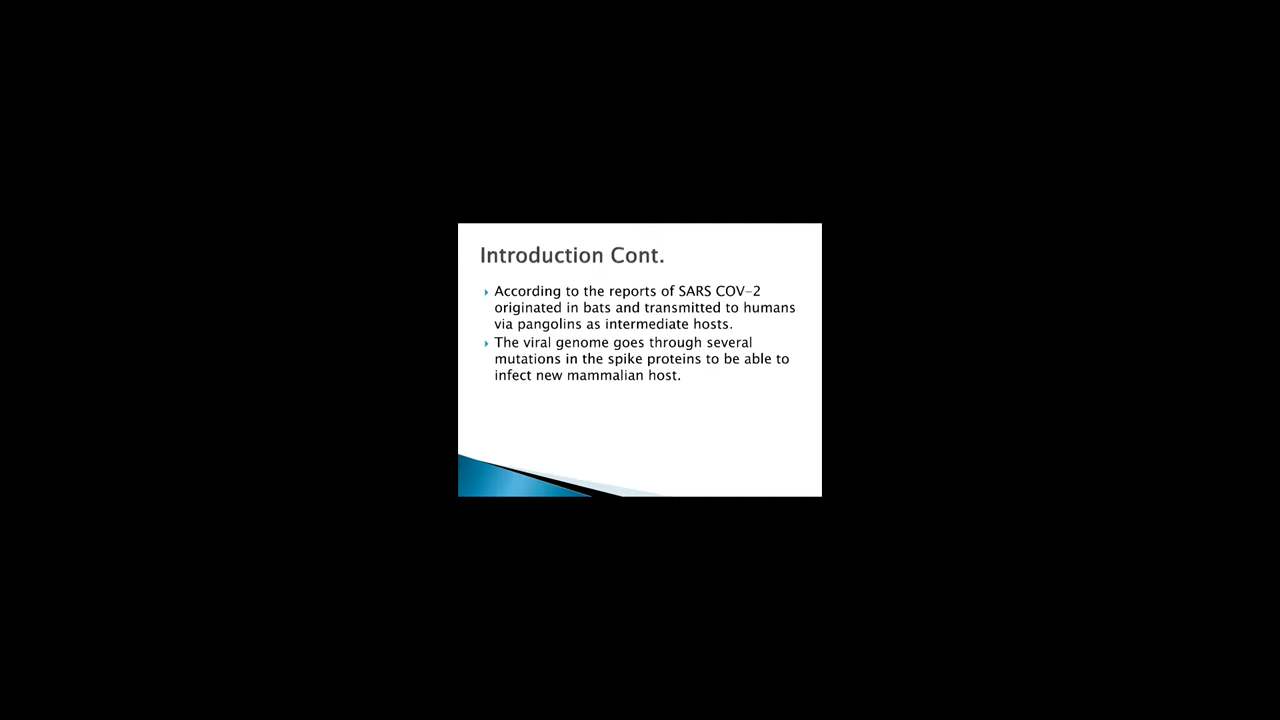 Introduction Cont.
According to the reports of SARS COV-2
originated in bats and transmitted to humans
via pangolins as intermediate hosts.
The viral genome goes through several
mutations in the spike proteins to be able to
infect new mammalian host.